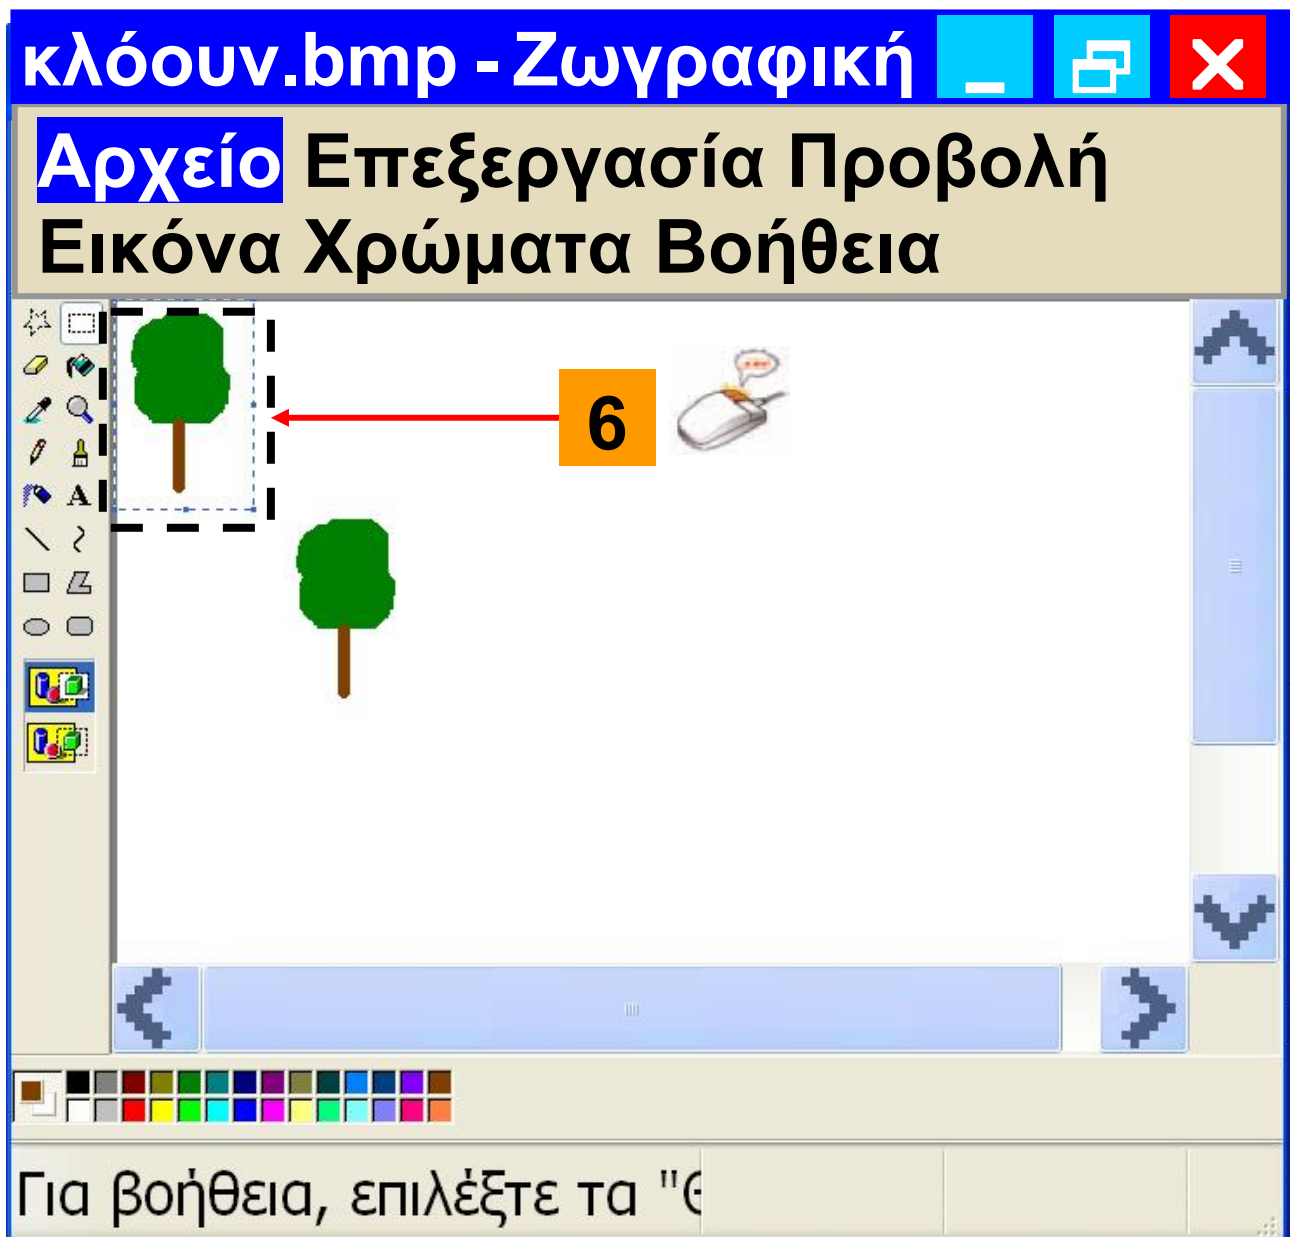 κλόουν.bmp - Ζωγραφική
Αρχείο Επεξεργασία Προβολή
Εικόνα Χρώματα Βοήθεια
6
A
Για βοήθεια, επιλέξτε τα "Θ